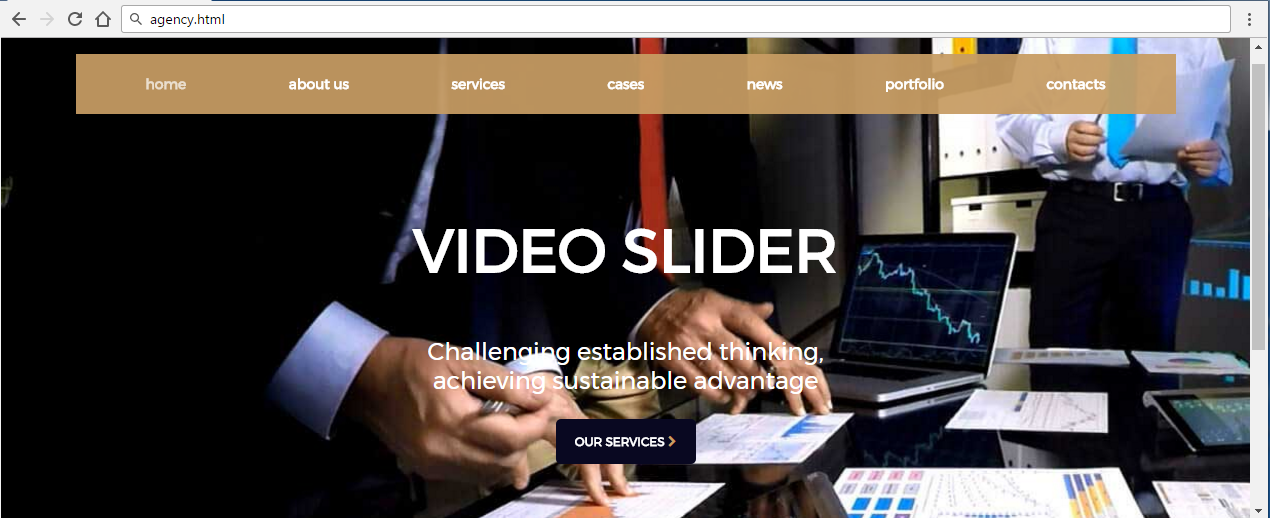 agency.html
home about us services cases news portfolio contacts
VIDEO SLIDER
Challenging established thinking,
achieving sustainable advantage
OUR SERVICES